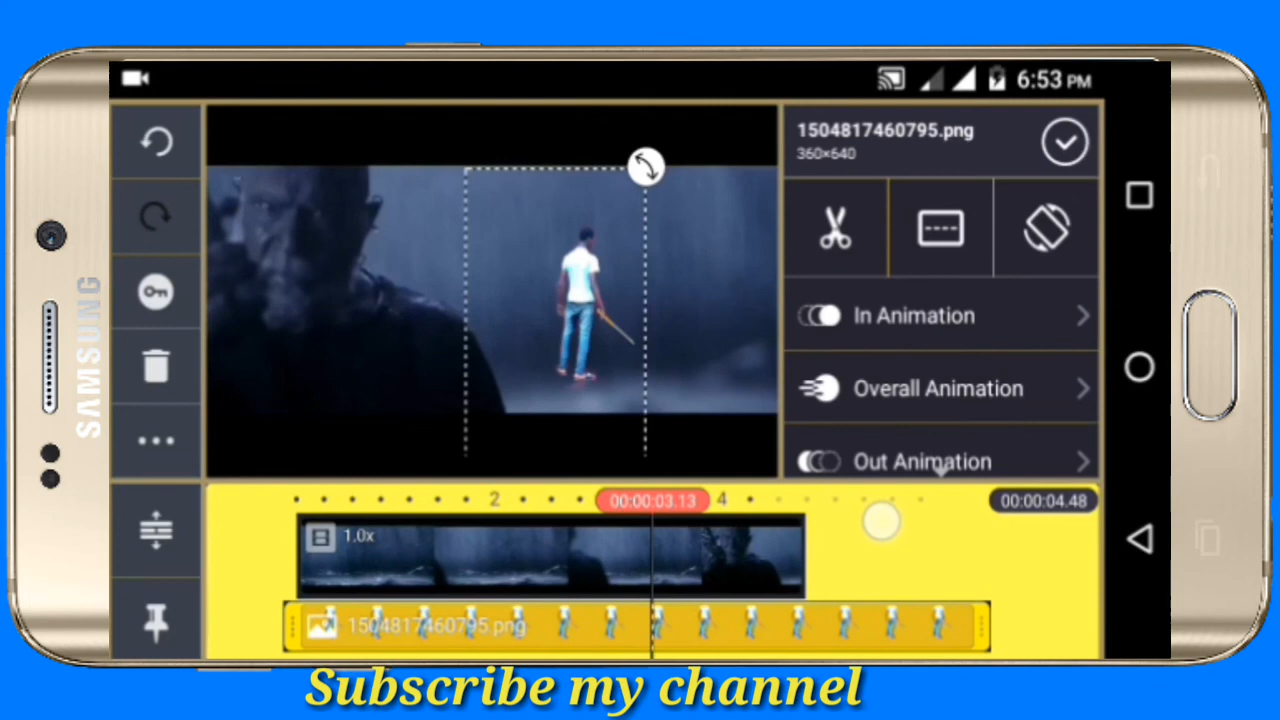 6:53 PM
1504817460795.png
360×640
In Animation
Overall Animation
Out Animation
SAMSUNG
2
00:00:03.13
4
00:00:04.48
1.0x
1504817460795.png
Subscribe my channel